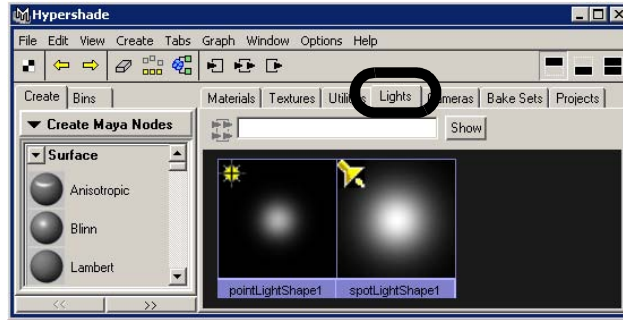 Hypershade
File Edit View Create Tabs Graph Window Options Help
Create Bins
Materials Textures Lights Bake Sets Projects
Create Maya Nodes
Show
Surface
Anisotropic
Blinn
Lambert
pointLightShape1 spotLightShape1
<< >>